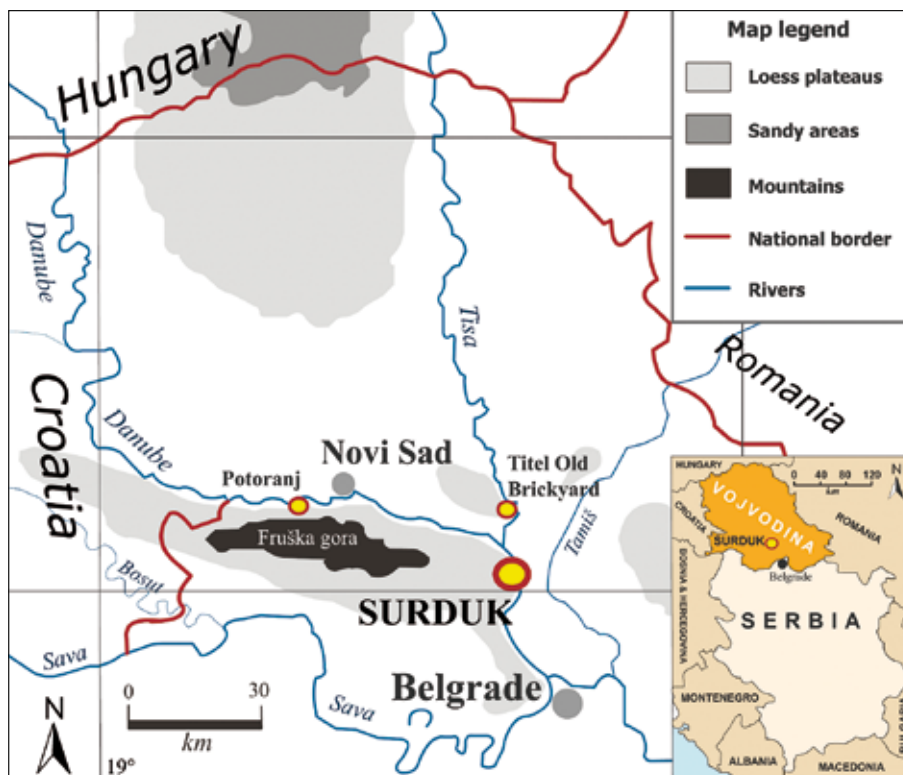 Hungary
Map legend
Loess plateaus
Sandy areas
Mountains
National border
Rivers
Danube
Tisa
Romania
Croatia
Danube
Novi Sad
Potoranj
Titel Old
Brickyard
Tamiš
Fruška gora
Bosut
SURDUK
Sava
Belgrade
Sava
0 30
km
N
19°
HUNGARY
0 40 80 120
km
N
CROATIA
VOJVODINA
ROMANIA
SURDUK
Belgrade
BOSNIA & HERCEGOVINA
SERBIA
MONTENEGRO
BULGARIA
ALBANIA
MACEDONIA